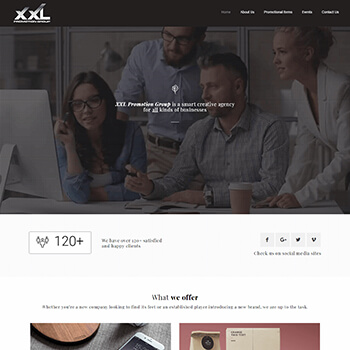 XXL
PROMOTION GROUP
Home
About Us
Promotional Items
Events
Contact Us
XXL Promotion Group is a smart creative agency
for all kinds of businesses
120+
We have over 120+ satisfied
and happy clients
Check us on social media sites
What we offer
Whether you're a new company looking to find its feet or an established player introducing a new brand, we are up to the task.